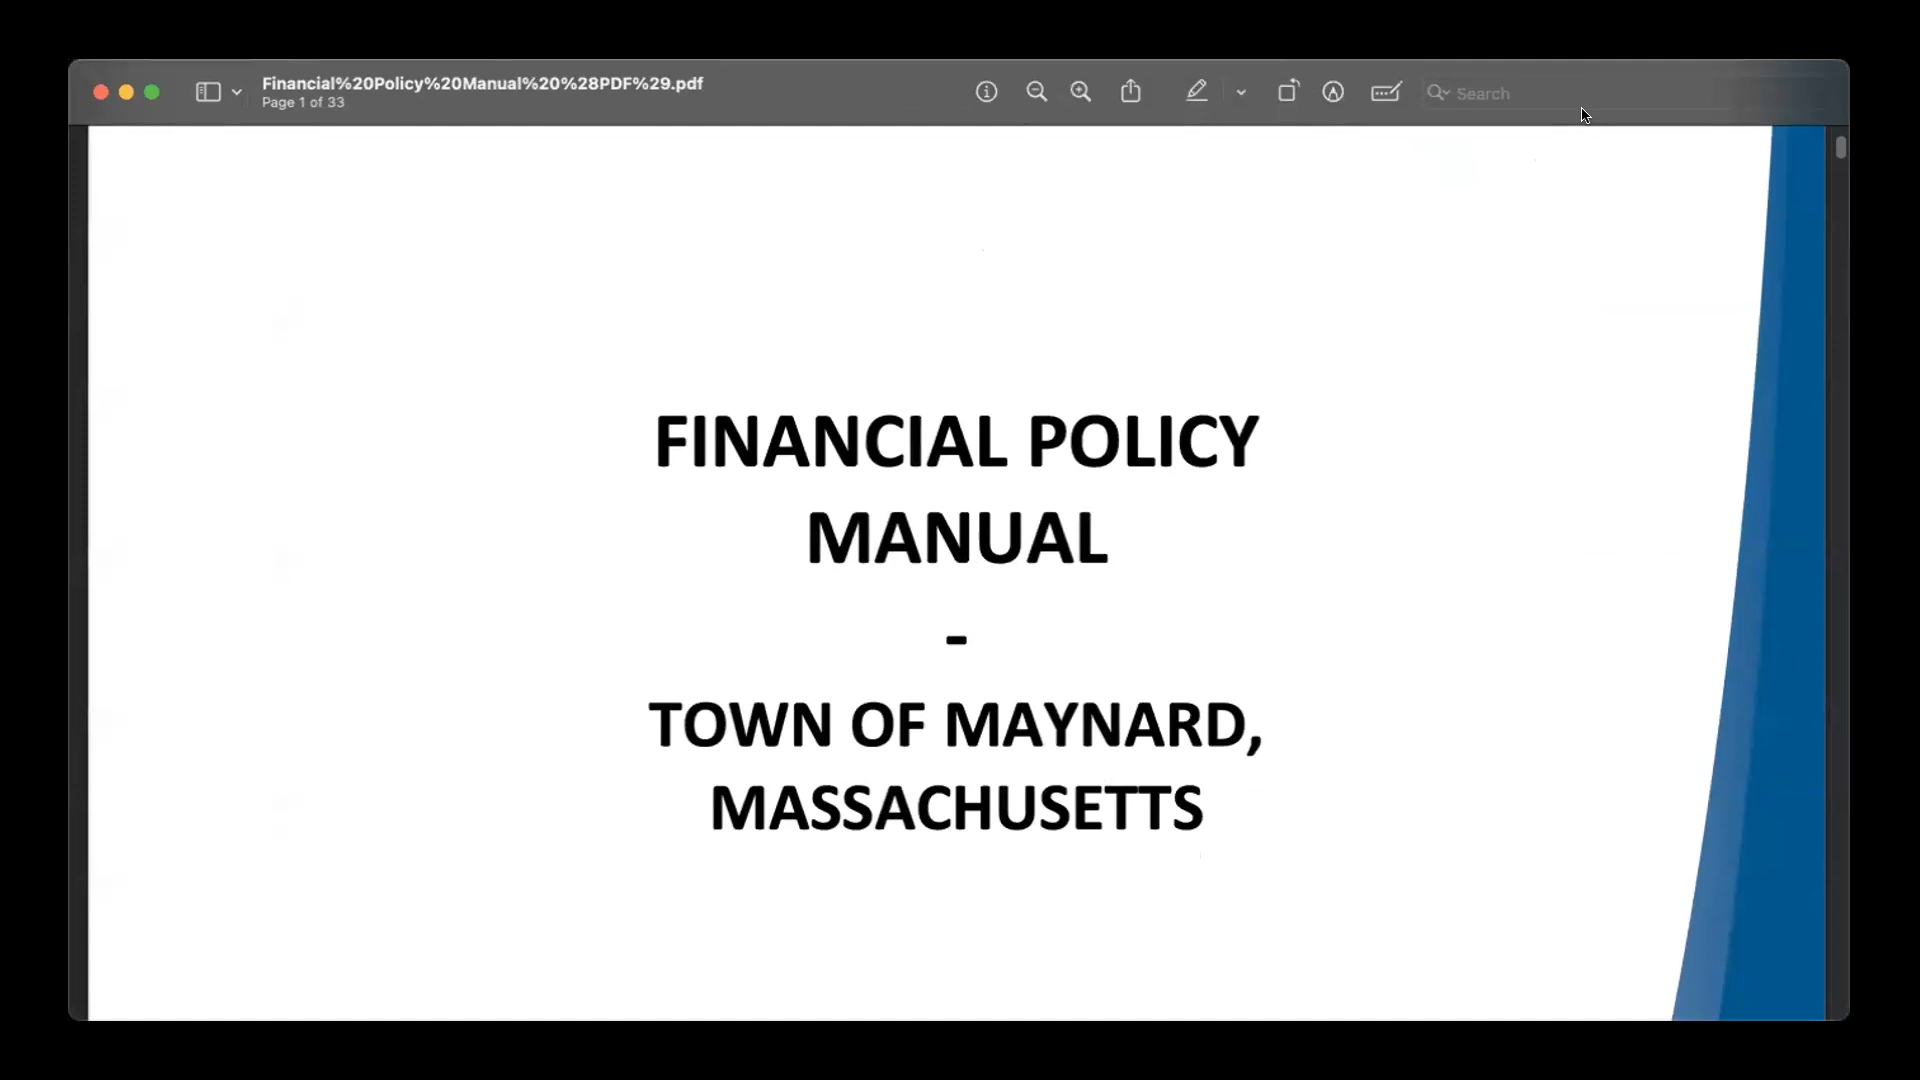 Financial%20Policy%20Manual%20%28PDF%29.pdf
Page 1 of 33
Search
FINANCIAL POLICY
MANUAL
-
TOWN OF MAYNARD,
MASSACHUSETTS